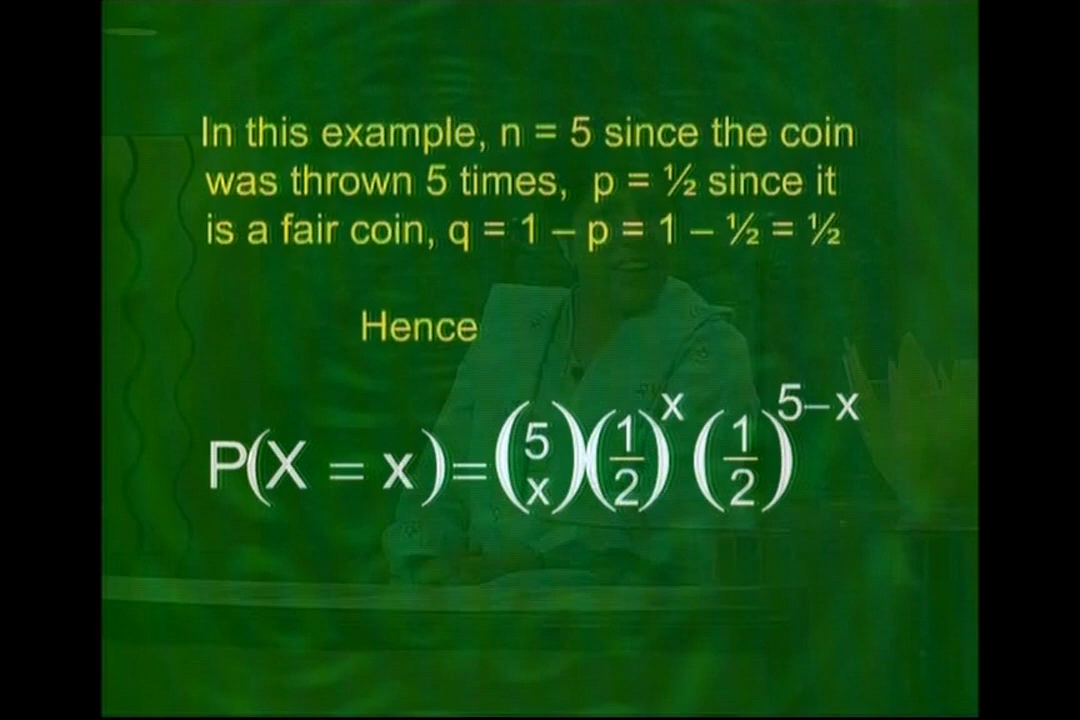 In this example, n = 5 since the coin
was thrown 5 times, p = ½ since it
is a fair coin, q = 1 – p = 1 – ½ = ½
Hence
P(X = x)=(5 x)(1/2)^x(1/2)^5–x